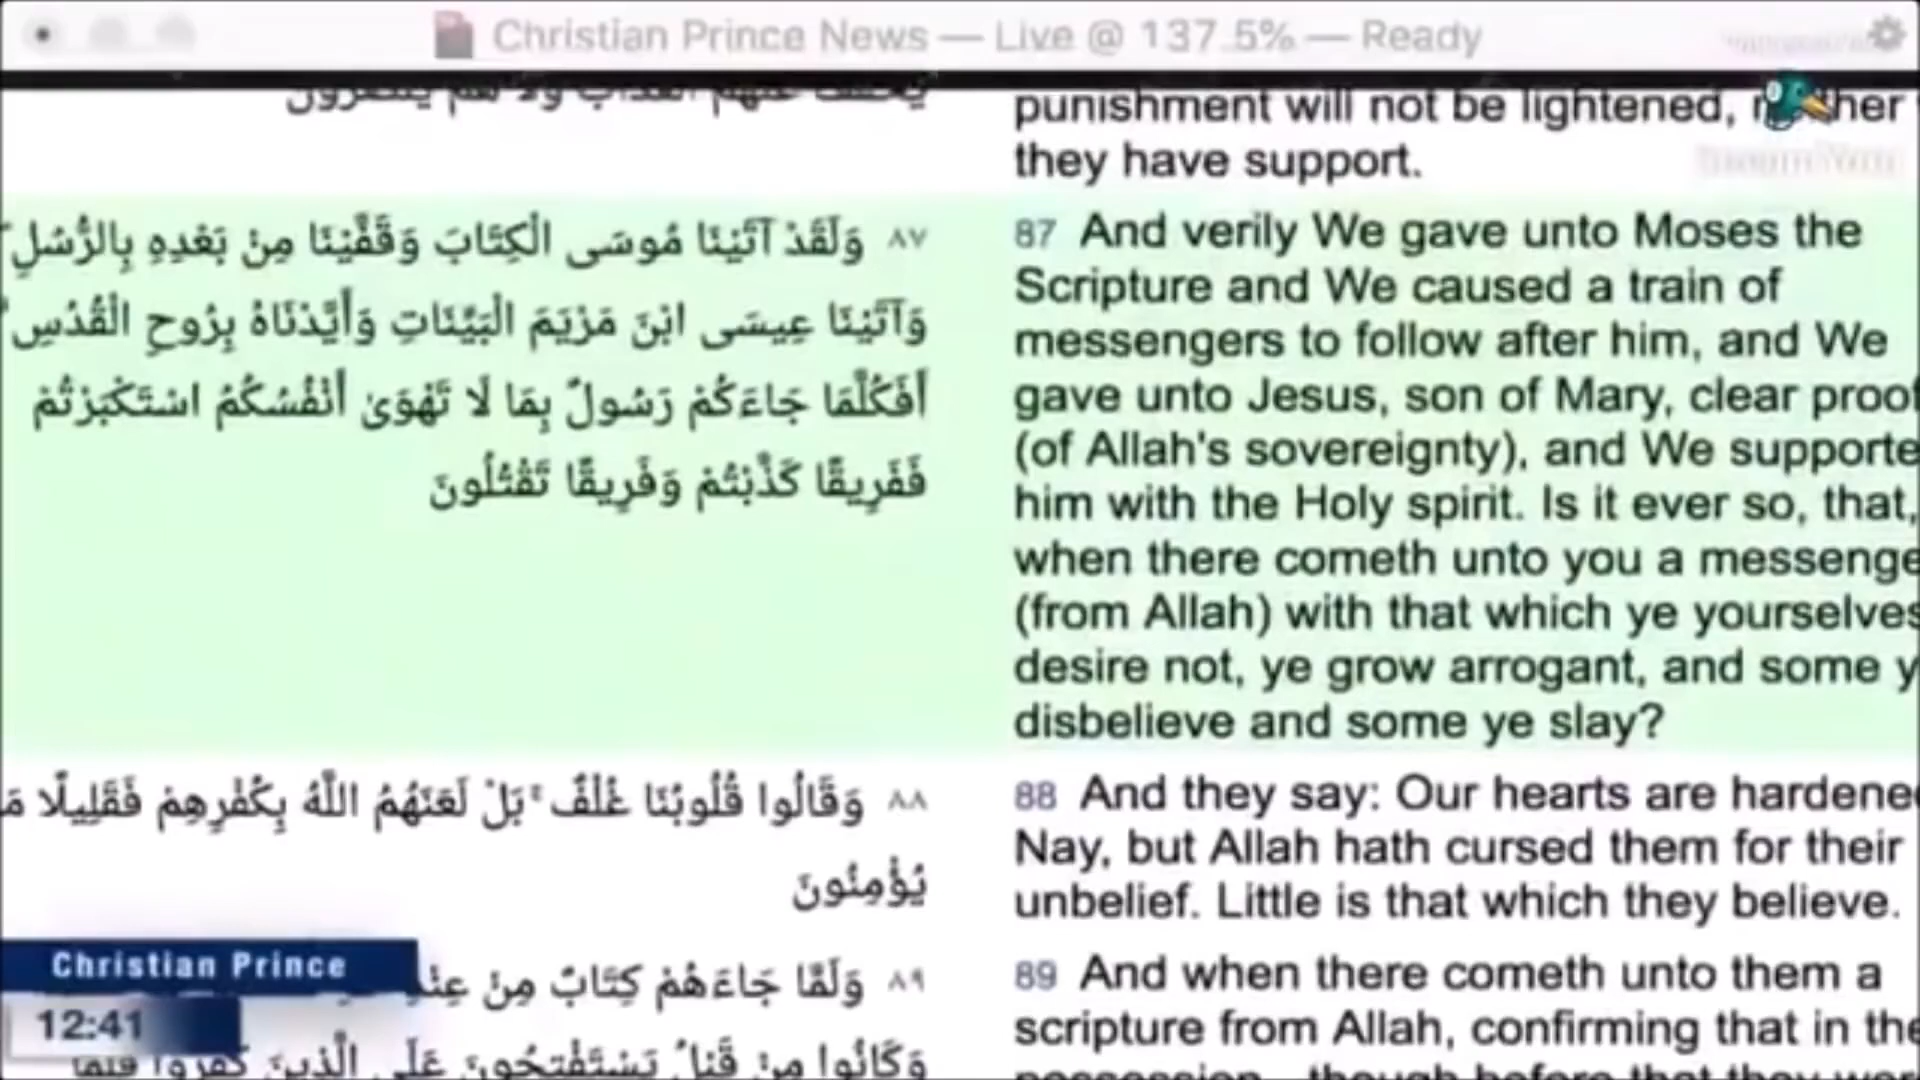 Christian Prince News — Live @ 137.5% — Ready
punishment will not be lightened,
they have support.
٨٧ وَلَقَدْ آتَيْنَا مُوسَى الْكِتَابَ وَقَفَّيْنَا مِنْ بَعْدِهِ بِالرُّسُلِ
وَآتَيْنَا عِيسَى ابْنَ مَرْيَمَ الْبَيِّنَاتِ وَأَيَّدْنَاهُ بِرُوحِ الْقُدُسِ
أَفَكُلَّمَا جَاءَكُمْ رَسُولٌ بِمَا لَا تَهْوَىٰ أَنْفُسُكُمُ اسْتَكْبَرْتُمْ
فَفَرِيقًا كَذَّبْتُمْ وَفَرِيقًا تَقْتُلُونَ
87 And verily We gave unto Moses the
Scripture and We caused a train of
messengers to follow after him, and We
gave unto Jesus, son of Mary, clear proof
(of Allah's sovereignty), and We supporte
him with the Holy spirit. Is it ever so, that,
when there cometh unto you a messenge
(from Allah) with that which ye yourselves
desire not, ye grow arrogant, and some y
disbelieve and some ye slay?
٨٨ وَقَالُوا قُلُوبُنَا غُلْفٌ ۚ بَلْ لَعَنَهُمُ اللَّهُ بِكُفْرِهِمْ فَقَلِيلًا مَ
يُؤْمِنُونَ
88 And they say: Our hearts are hardene
Nay, but Allah hath cursed them for their
unbelief. Little is that which they believe.
٨٩ وَلَمَّا جَاءَهُمْ كِتَابٌ مِنْ
وَكَانُوا مِنْ قَبْلُ يَسْتَفْتِحُونَ عَلَى الَّذِينَ كَفَرُوا فَلَمَّا
89 And when there cometh unto them a
scripture from Allah, confirming that in the
Christian Prince
12:41